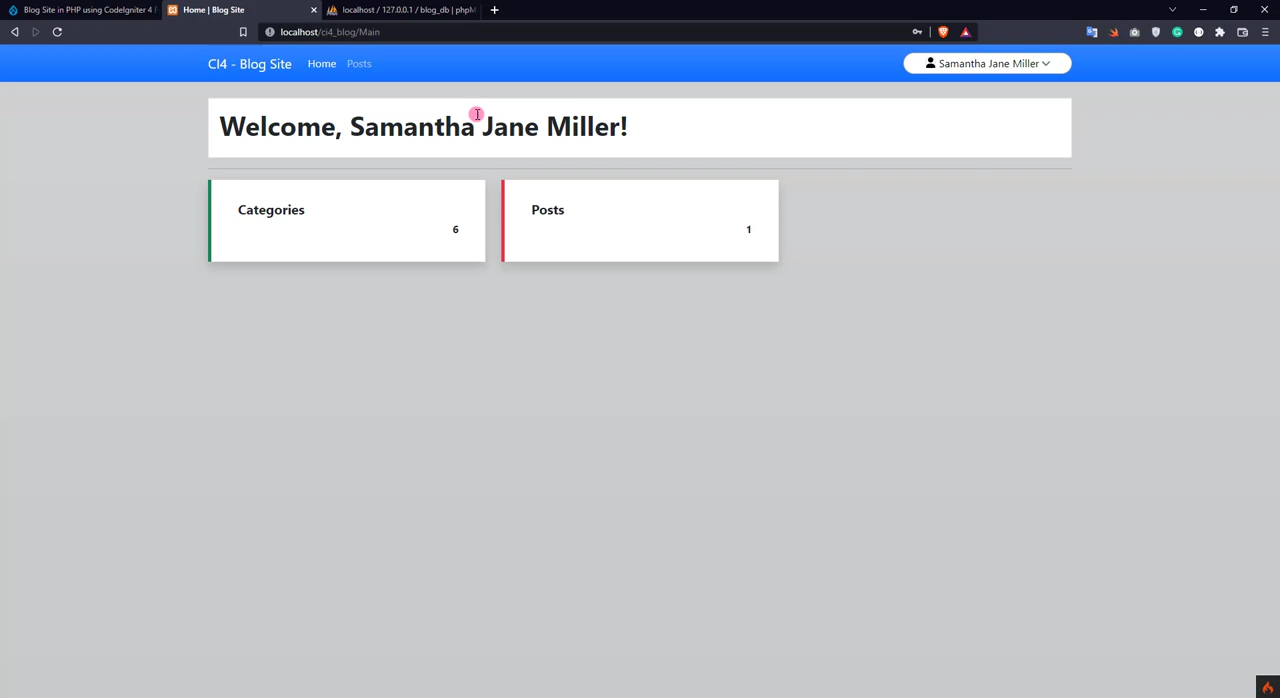 Blog Site in PHP using CodeIgniter 4
Home | Blog Site
localhost / 127.0.0.1 / blog_db | phpM
localhost/ci4_blog/Main
CI4 - Blog Site
Home
Posts
Samantha Jane Miller
Welcome, Samantha Jane Miller!
Categories
6
Posts
1